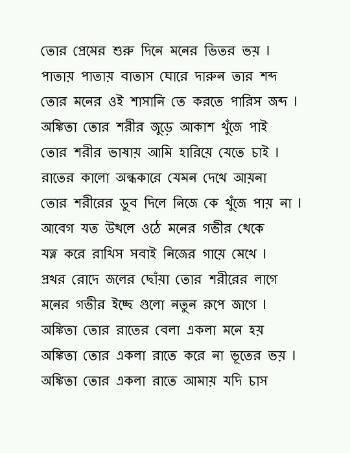 তোর প্রেমের শুরু দিনে মনের ভিতর ভয় ।
পাতায় পাতায় বাতাস ঘোরে দারুন তার শব্দ
তোর মনের ওই শাসানি তে করতে পারিস জব্দ ।
অঙ্কিতা তোর শরীর জুড়ে আকাশ খুঁজে পাই
তোর শরীর ভাষায় আমি হারিয়ে যেতে চাই ।
রাতের কালো অন্ধকারে যেমন দেখে আয়না
তোর শরীরের ডুব দিলে নিজে কে খুঁজে পায় না ।
আবেগ যত উখলে ওঠে মনের গভীর থেকে
যত্ন করে রাখিস সবাই নিজের গায়ে মেখে ।
প্রখর রোদে জলের ছোঁয়া তোর শরীরের লাগে
মনের গভীর ইচ্ছে গুলো নতুন রূপে জাগে ।
অঙ্কিতা তোর রাতের বেলা একলা মনে হয়
অঙ্কিতা তোর একলা রাতে করে না ভূতের ভয় ।
অঙ্কিতা তোর একলা রাতে আমায় যদি চাস